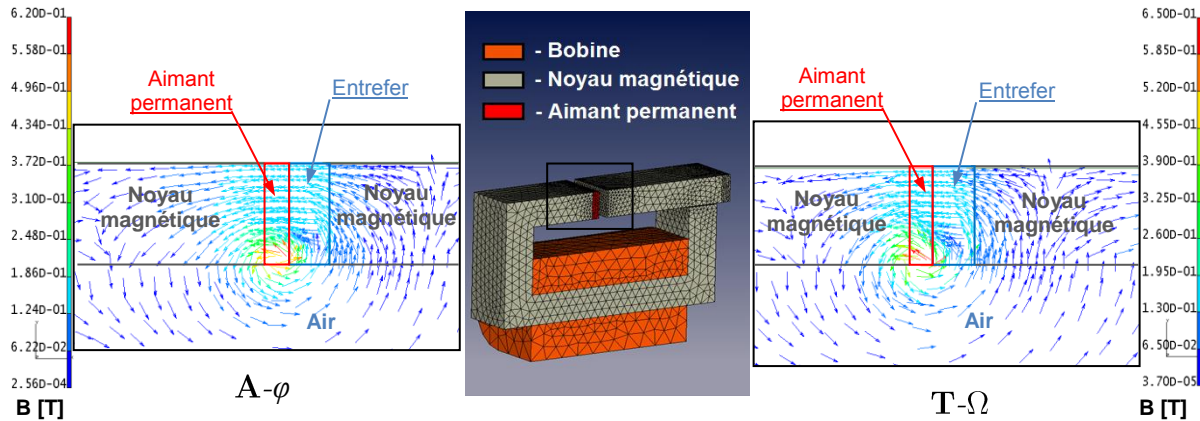 6.20D-01
5.58D-01
4.96D-01
4.34D-01
3.72D-01
3.10D-01
2.48D-01
1.86D-01
1.24D-01
6.22D-02
2.56D-04
B [T]
Aimant
permanent
Entrefer
Noyau
magnétique
Noyau
magnétique
Air
A-φ
- Bobine
- Noyau magnétique
- Aimant permanent
Aimant
permanent
Entrefer
Noyau
magnétique
Noyau
magnétique
Air
T-Ω
6.50D-01
5.85D-01
5.20D-01
4.55D-01
3.90D-01
3.25D-01
2.60D-01
1.95D-01
1.30D-01
6.50D-02
3.70D-05
B [T]